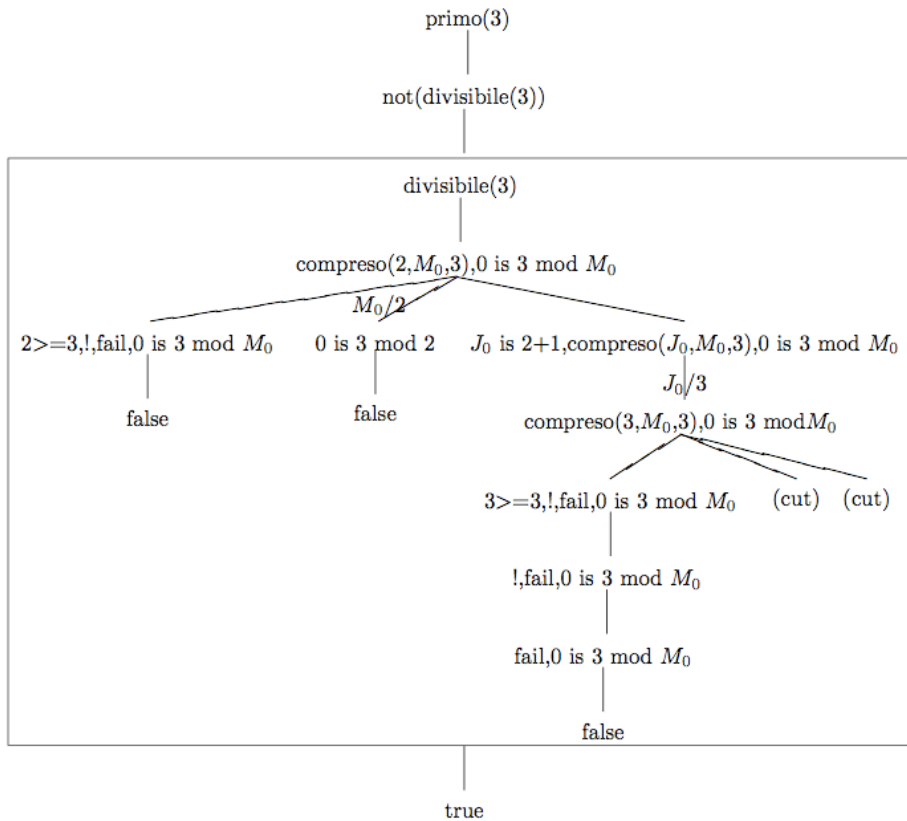 primo(3)
not(divisibile(3))
divisibile(3)
compreso(2,M₀,3),0 is 3 mod M₀
M₀/2
2>=3,!,fail,0 is 3 mod M₀ 0 is 3 mod 2 J₀ is 2+1,compreso(J₀,M₀,3),0 is 3 mod M₀
J₀/3
false false
compreso(3,M₀,3),0 is 3 modM₀
3>=3,!,fail,0 is 3 mod M₀ (cut) (cut)
!,fail,0 is 3 mod M₀
fail,0 is 3 mod M₀
false
true